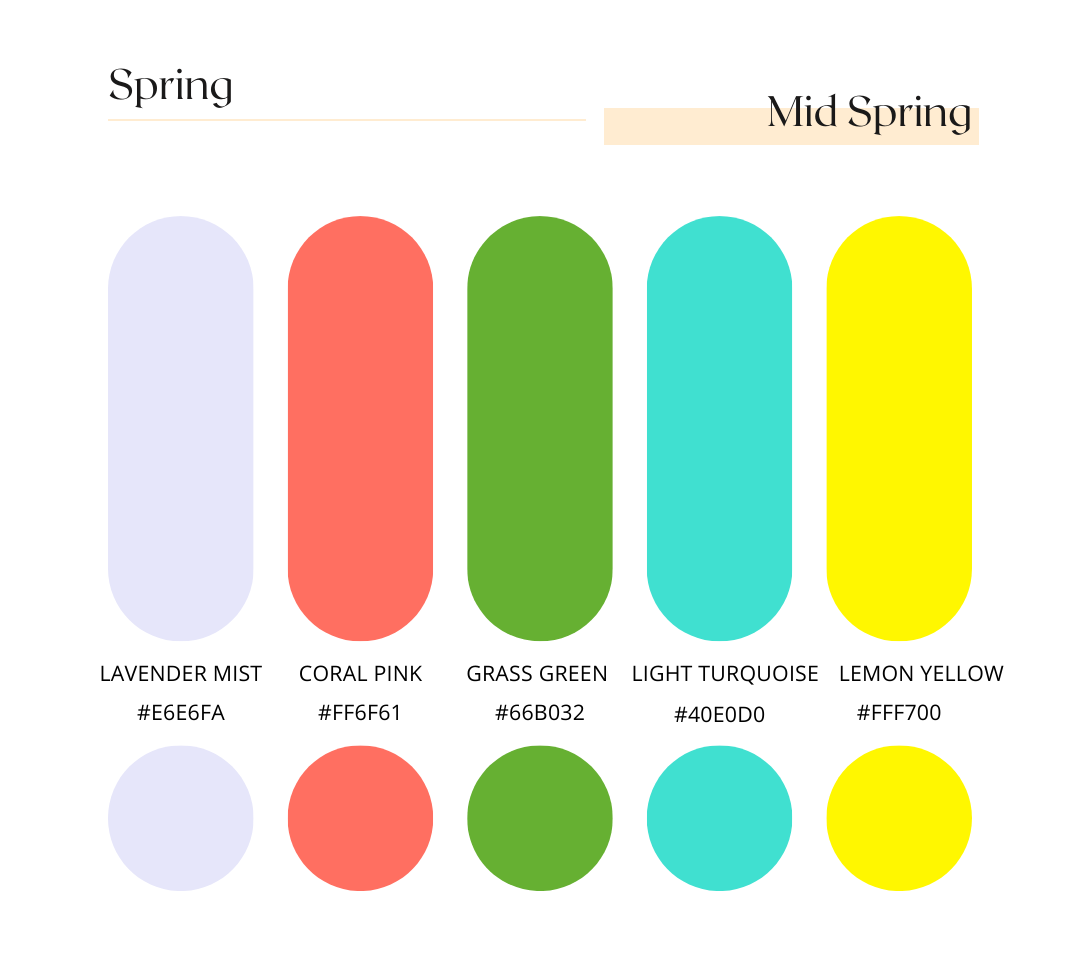 Spring
Mid Spring
LAVENDER MIST
#E6E6FA
CORAL PINK
#FF6F61
GRASS GREEN
#66B032
LIGHT TURQUOISE
#40E0D0
LEMON YELLOW
#FFF700